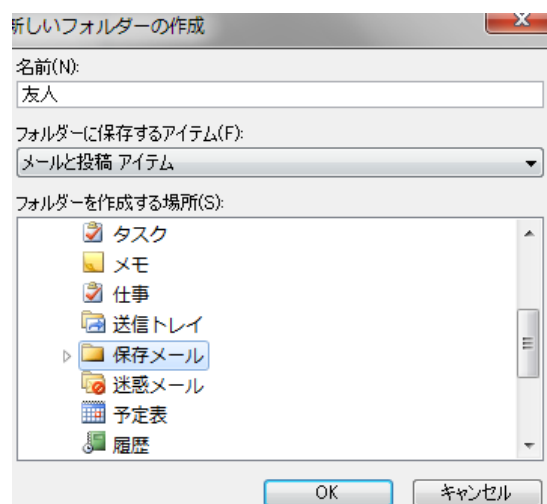 新しいフォルダーの作成
名前(N):
友人
フォルダーに保存するアイテム(F):
メールと投稿 アイテム
フォルダーを作成する場所(S):
タスク
メモ
仕事
送信トレイ
保存メール
迷惑メール
予定表
履歴
OK キャンセル